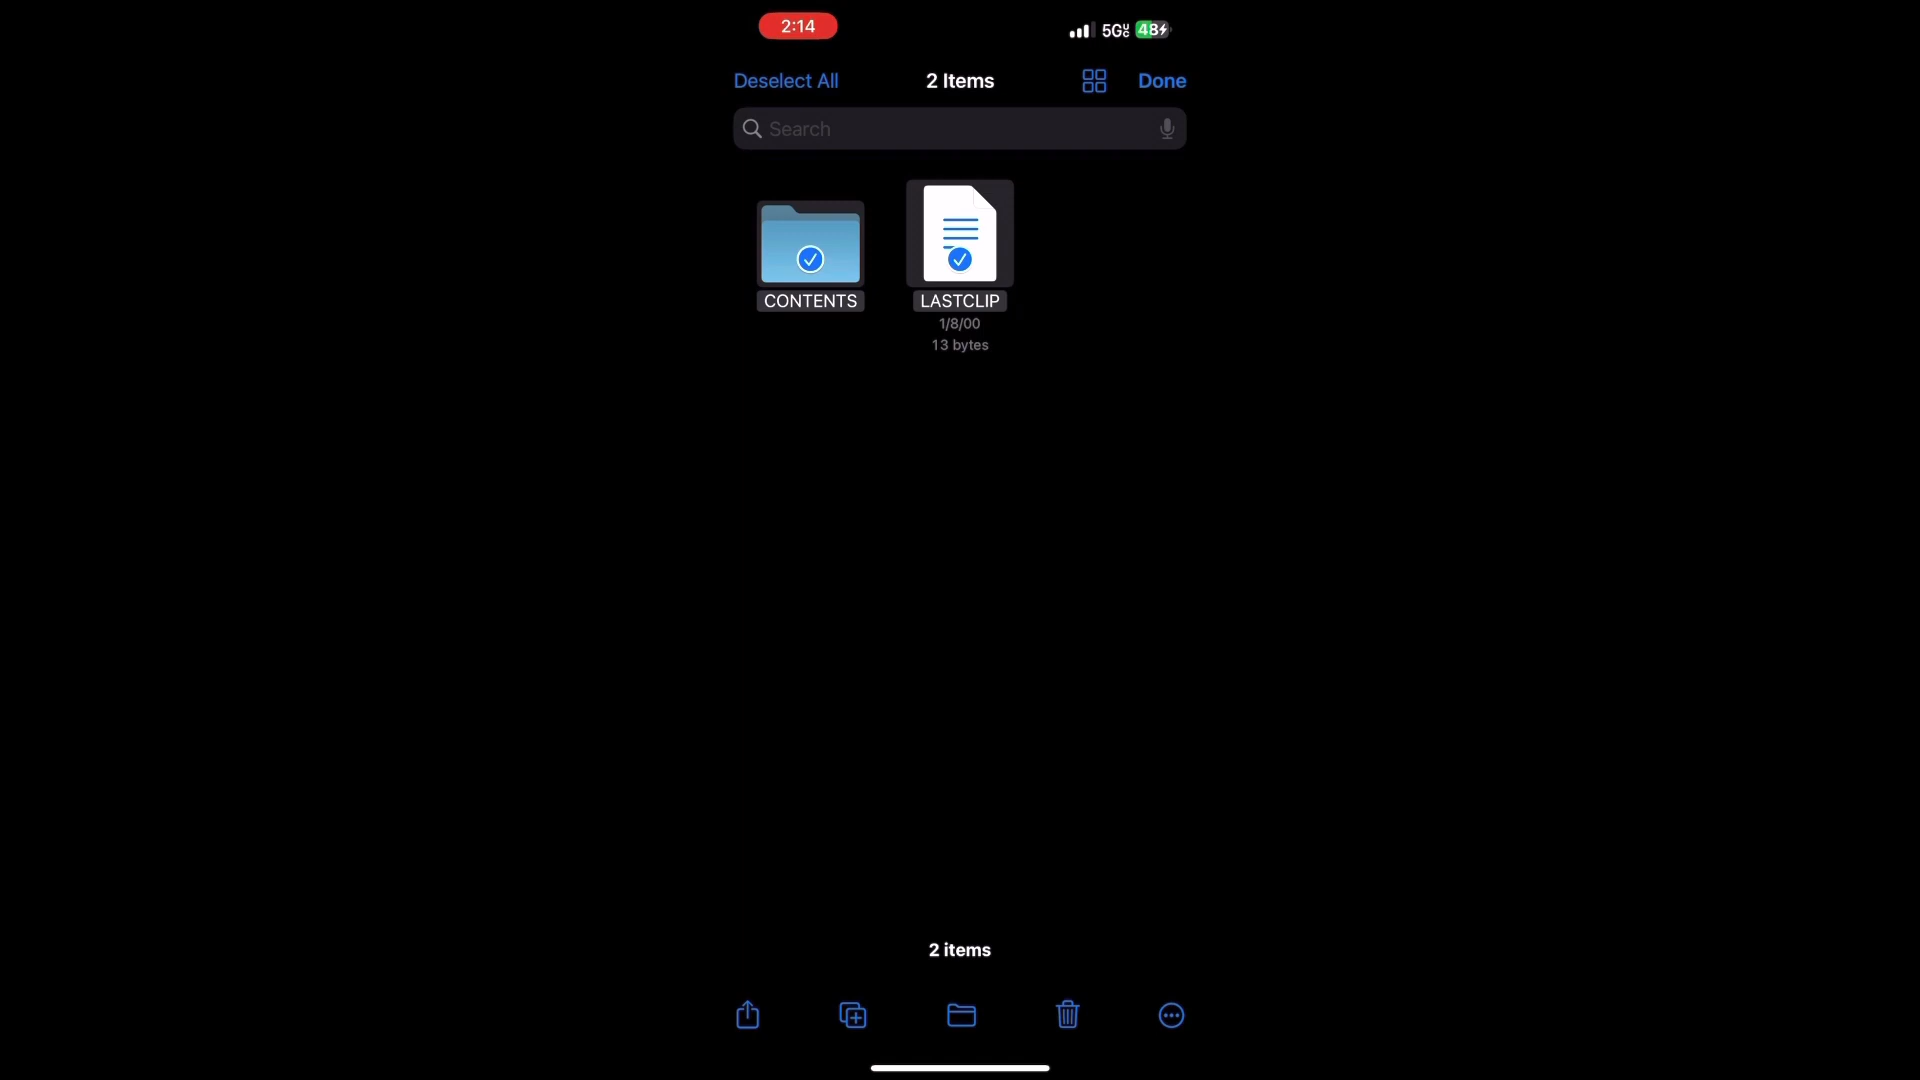 2:14
5G UC 48
Deselect All
2 Items
Done
Search
CONTENTS
LASTCLIP
1/8/00
13 bytes
2 items